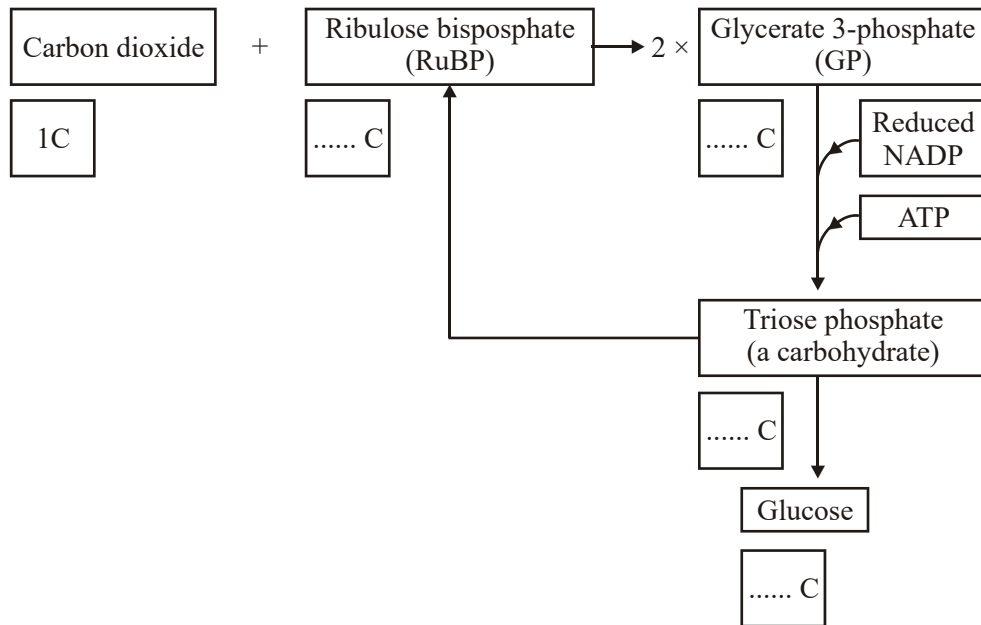 Carbon dioxide
+
Ribulose bisposphate
(RuBP)
2 ×
Glycerate 3-phosphate
(GP)
1C
...... C
...... C
Reduced
NADP
ATP
Triose phosphate
(a carbohydrate)
...... C
Glucose
...... C